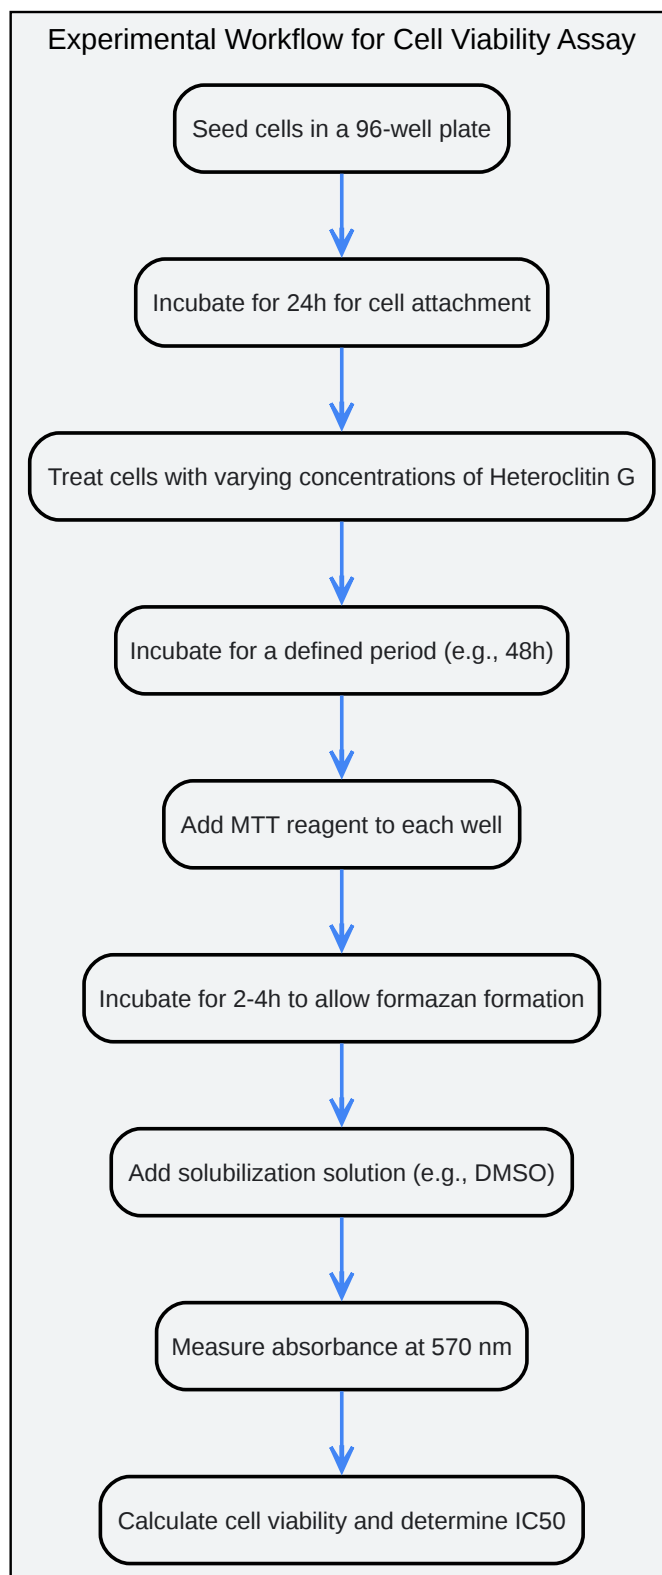 Experimental Workflow for Cell Viability Assay
Seed cells in a 96-well plate
Incubate for 24h for cell attachment
Treat cells with varying concentrations of Heteroclitin G
Incubate for a defined period (e.g., 48h)
Add MTT reagent to each well
Incubate for 2-4h to allow formazan formation
Add solubilization solution (e.g., DMSO)
Measure absorbance at 570 nm
Calculate cell viability and determine IC50